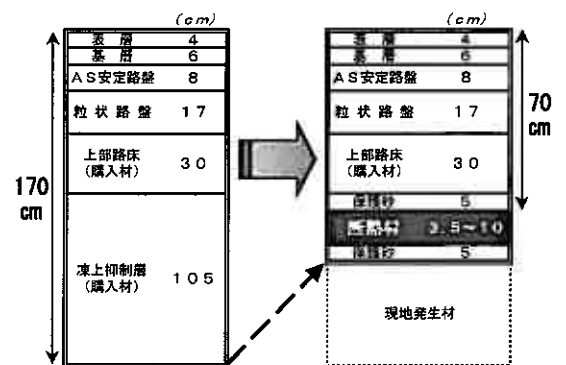 (cm)
表層 4
基層 6
AS安定路盤 8
粒状路盤 17
上部路床
(購入材) 30
凍上抑制層
(購入材) 105
170
cm
(cm)
表層 4
基層 6
AS安定路盤 8
粒状路盤 17
上部路床
(購入材) 30
保護砂 5
断熱材 3.5~10
保護砂 5
現地発生材
70
cm